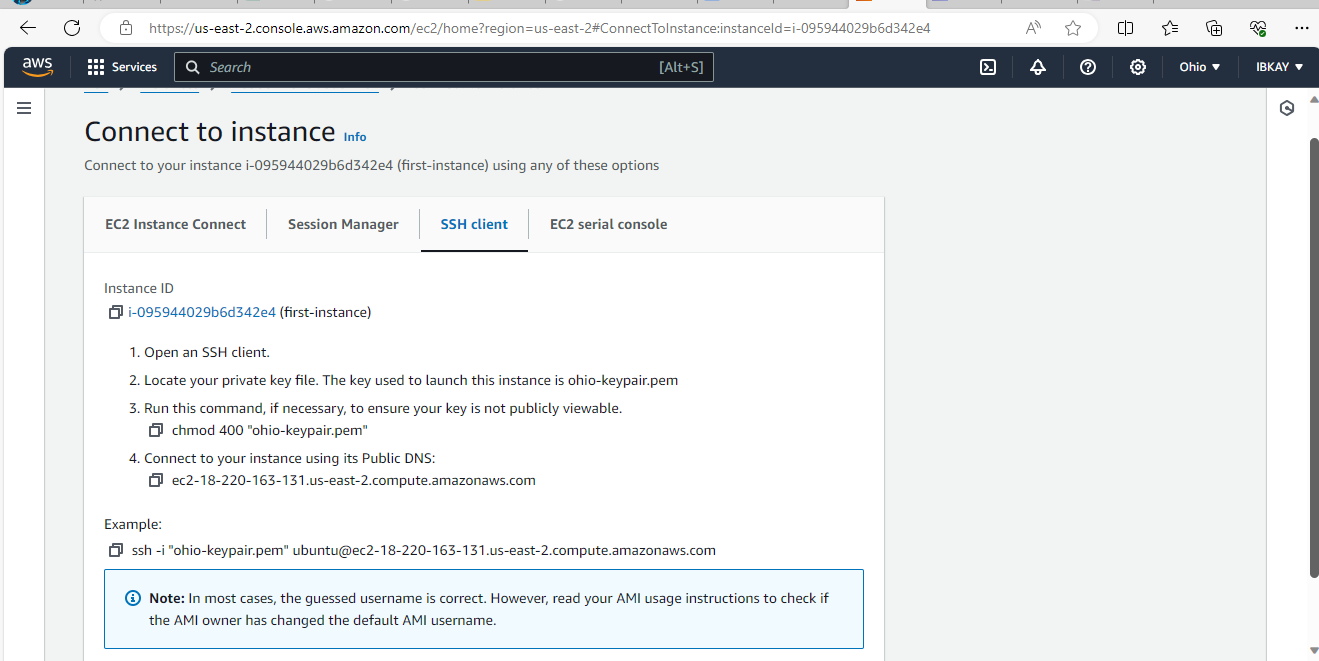 https://us-east-2.console.aws.amazon.com/ec2/home?region=us-east-2#ConnectToInstance:instanceId=i-095944029b6d342e4
aws Services Search [Alt+S] Ohio IBKAY
Connect to instance Info
Connect to your instance i-095944029b6d342e4 (first-instance) using any of these options
EC2 Instance Connect Session Manager SSH client EC2 serial console
Instance ID
i-095944029b6d342e4 (first-instance)
1. Open an SSH client.
2. Locate your private key file. The key used to launch this instance is ohio-keypair.pem
3. Run this command, if necessary, to ensure your key is not publicly viewable.
chmod 400 "ohio-keypair.pem"
4. Connect to your instance using its Public DNS:
ec2-18-220-163-131.us-east-2.compute.amazonaws.com
Example:
ssh -i "ohio-keypair.pem" ubuntu@ec2-18-220-163-131.us-east-2.compute.amazonaws.com
Note: In most cases, the guessed username is correct. However, read your AMI usage instructions to check if
the AMI owner has changed the default AMI username.